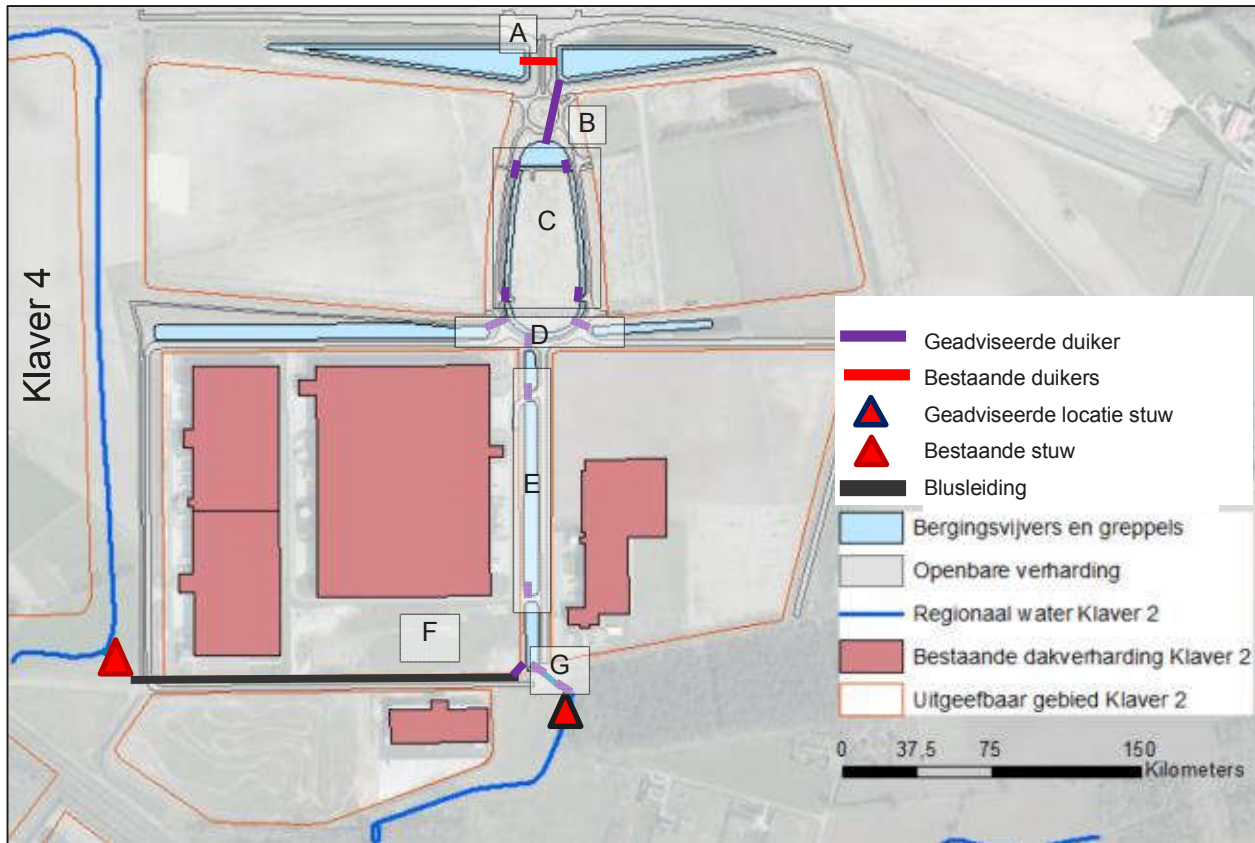 A
B
C
Klaver 4
D
E
F
G
Geadviseerde duiker
Bestaande duikers
Geadviseerde locatie stuw
Bestaande stuw
Blusleiding
Bergingsvijvers en greppels
Openbare verharding
Regionaal water Klaver 2
Bestaande dakverharding Klaver 2
Uitgeefbaar gebied Klaver 2
0 37,5 75 150
Kilometers